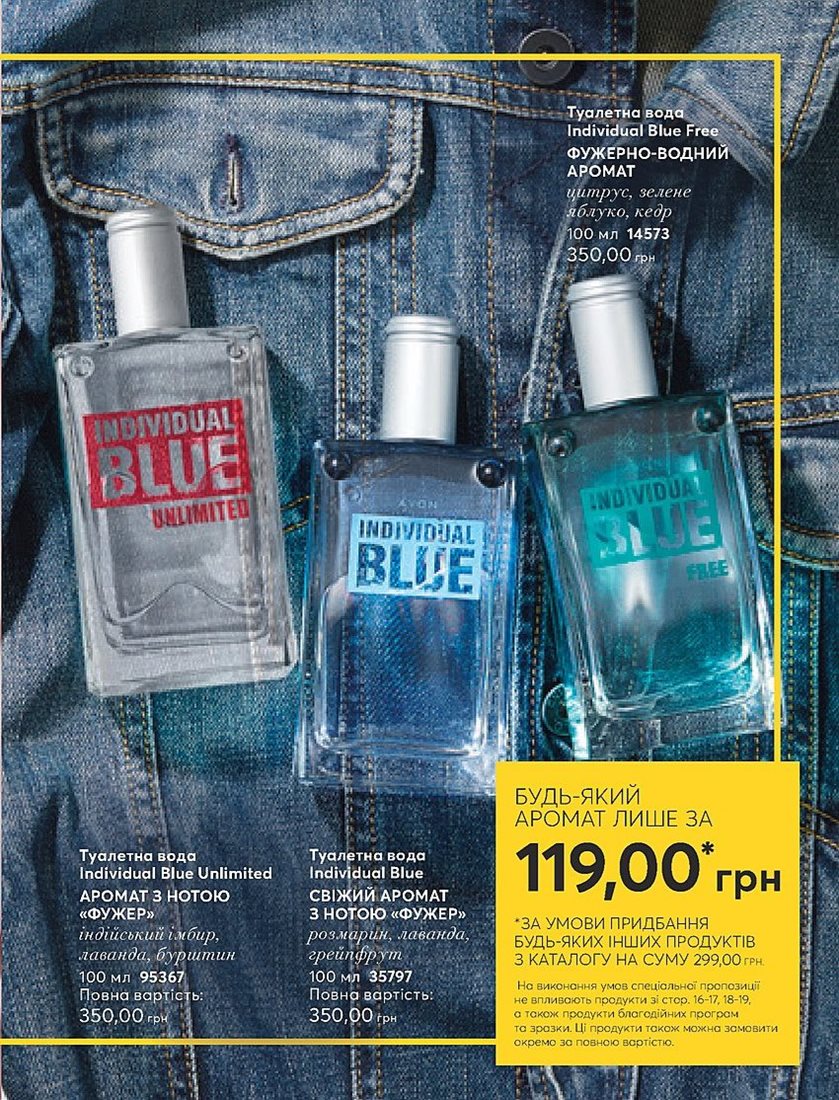 Туалетна вода
Individual Blue Free
ФУЖЕРНО-ВОДНИЙ
АРОМАТ
цитрус, зелене
яблуко, кедр
100 мл 14573
350,00 грн
INDIVIDUAL
BLUE
UNLIMITED
AVON
INDIVIDUAL
BLUE
INDIVIDUAL
BLUE
FREE
Туалетна вода
Individual Blue Unlimited
АРОМАТ З НОТОЮ
«ФУЖЕР»
індійський імбир,
лаванда, бурштин
100 мл 95367
Повна вартість:
350,00 грн
Туалетна вода
Individual Blue
СВІЖИЙ АРОМАТ
З НОТОЮ «ФУЖЕР»
розмарин, лаванда,
грейпфрут
100 мл 35797
Повна вартість:
350,00 грн
БУДЬ-ЯКИЙ
АРОМАТ ЛИШЕ ЗА
119,00* грн
*ЗА УМОВИ ПРИДБАННЯ
БУДЬ-ЯКИХ ІНШИХ ПРОДУКТІВ
З КАТАЛОГУ НА СУМУ 299,00 ГРН.
На виконання умов спеціальної пропозиції
не впливають продукти зі стор. 16-17, 18-19,
а також продукти благодійних програм
та зразки. Ці продукти також можна замовити
окремо за повною вартістю.